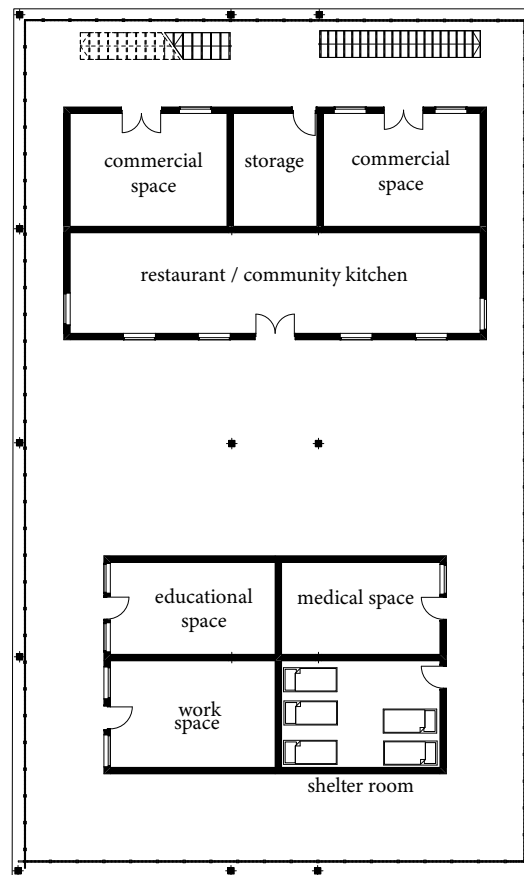 commercial
space
storage
commercial
space
restaurant / community kitchen
educational
space
medical space
work
space
shelter room